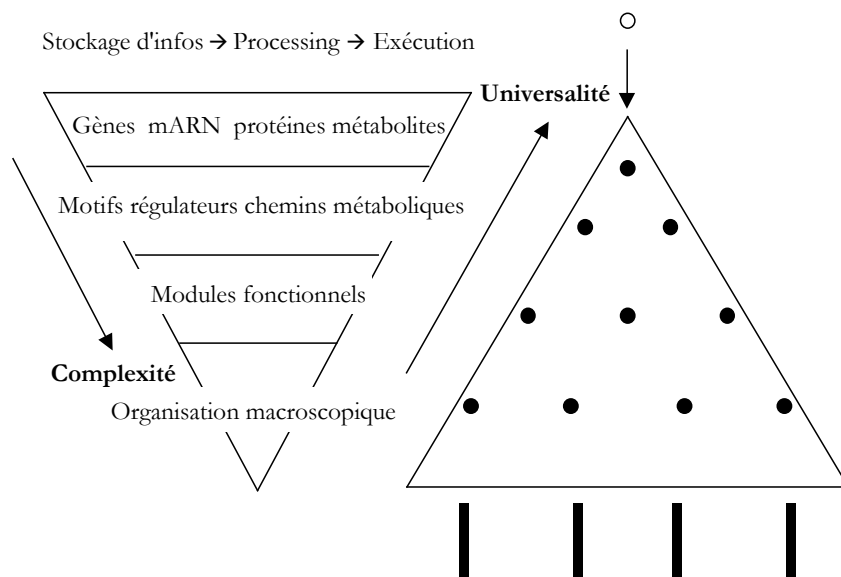 Stockage d'infos → Processing → Exécution
Universalité
Gènes mARN protéines métabolites
Motifs régulateurs chemins métaboliques
Modules fonctionnels
Complexité
Organisation macroscopique